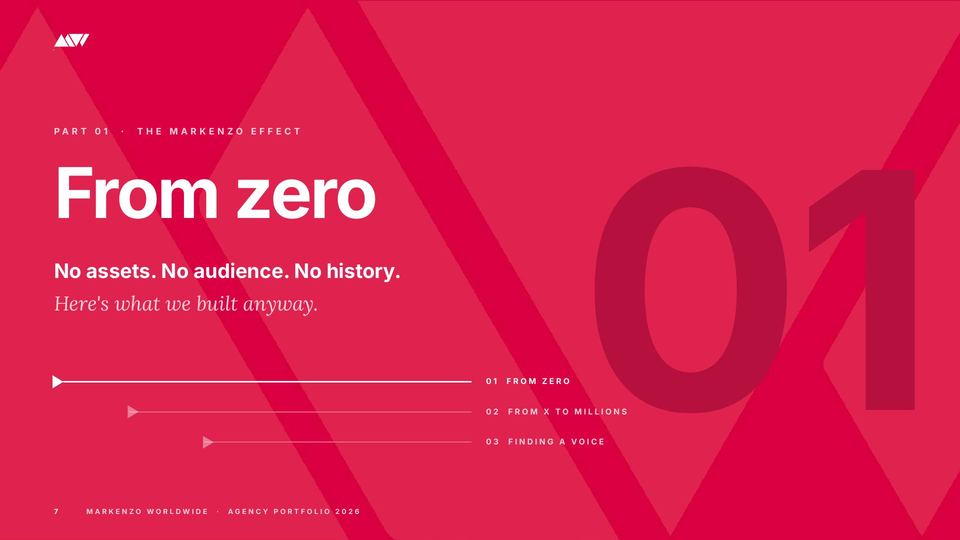 PART 01 · THE MARKENZO EFFECT
From zero
No assets. No audience. No history.
Here's what we built anyway.
01
01 FROM ZERO
02 FROM X TO MILLIONS
03 FINDING A VOICE
7 MARKENZO WORLDWIDE · AGENCY PORTFOLIO 2026